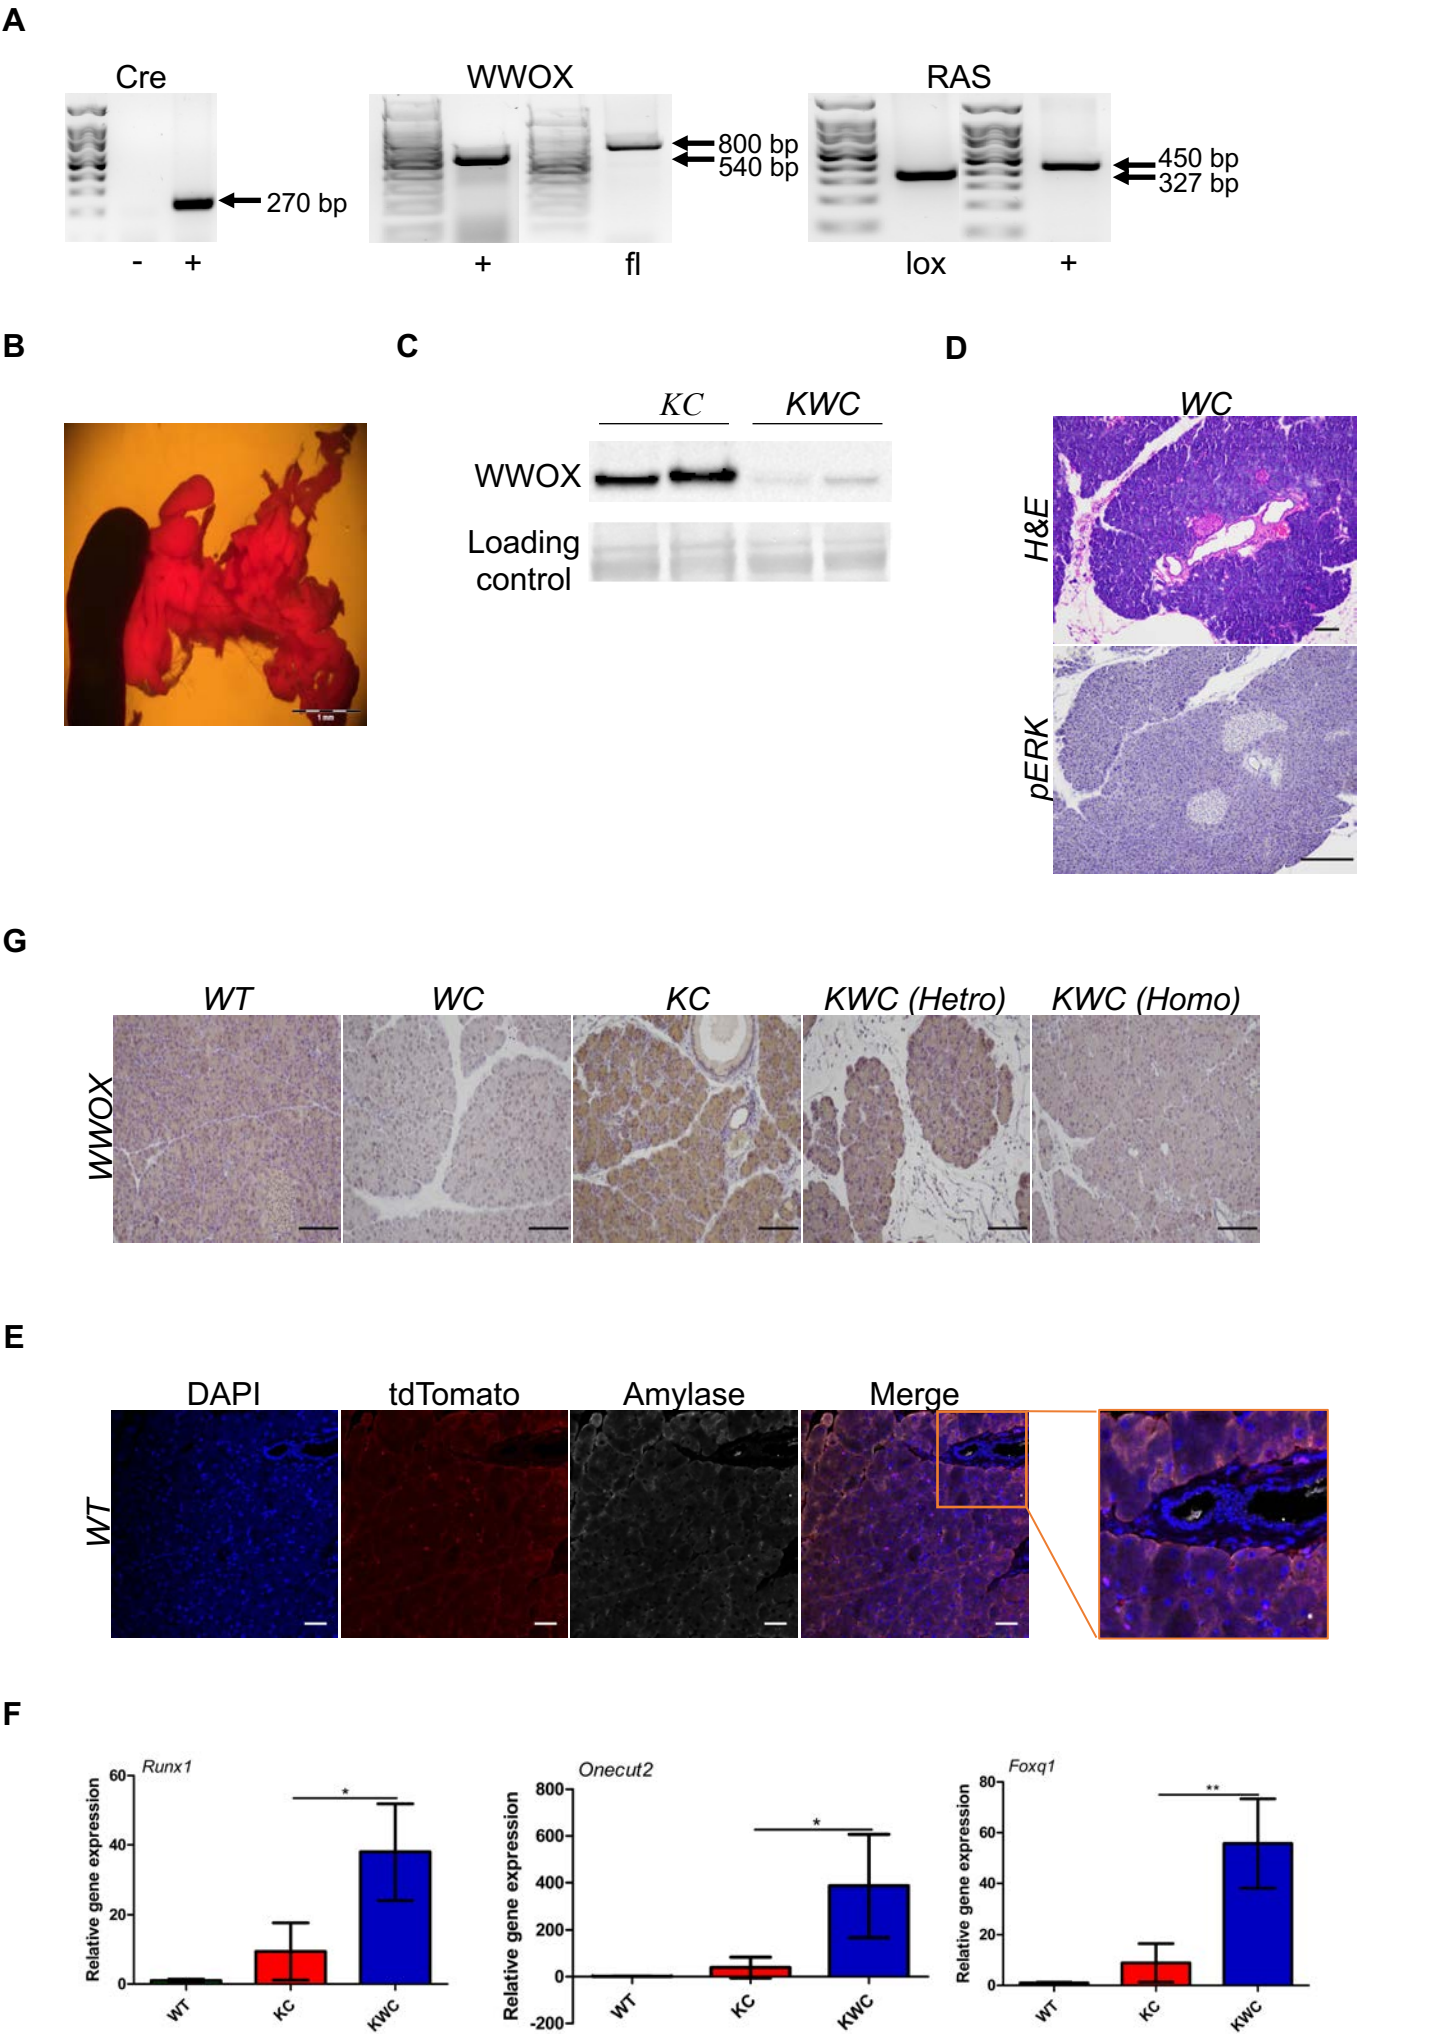 A
Cre
WWOX
RAS
800 bp
540 bp
450 bp
327 bp
270 bp
- +
+ fl
lox +
B
C
D
KC KWC
WWOX
Loading
control
WC
H&E
pERK
1 mm
G
WT WC KC KWC (Hetro) KWC (Homo)
WWOX
E
DAPI tdTomato Amylase Merge
WT
F
Runx1
Relative gene expression
60
40
20
0
*
WT KC KWC
Onecut2
Relative gene expression
800
600
400
200
0
-200
*
WT KC KWC
Foxq1
Relative gene expression
80
60
40
20
0
**
WT KC KWC